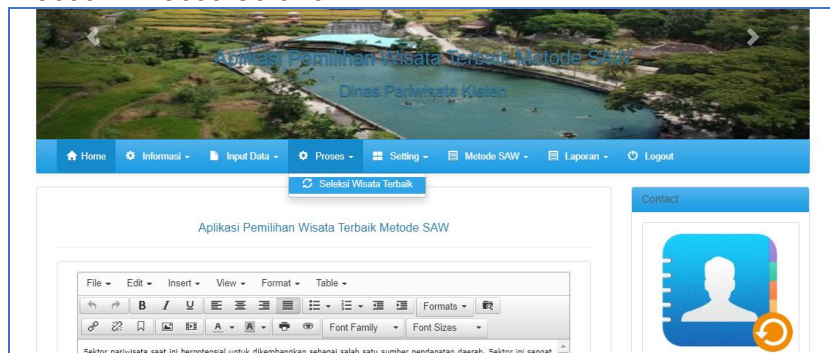 Aplikasi Pemilihan Wisata Terbaik Metode SAW
Dinas Pariwisata Klaten
Home Informasi Input Data Proses Setting Metode SAW Laporan Logout
Seleksi Wisata Terbaik
Contact
Aplikasi Pemilihan Wisata Terbaik Metode SAW
File Edit Insert View Format Table
B I U Formats
A A Font Family Font Sizes
Sektor pariwisata saat ini berpotensial untuk dikembangkan sebagai salah satu sumber pendapatan daerah. Sektor ini sangat